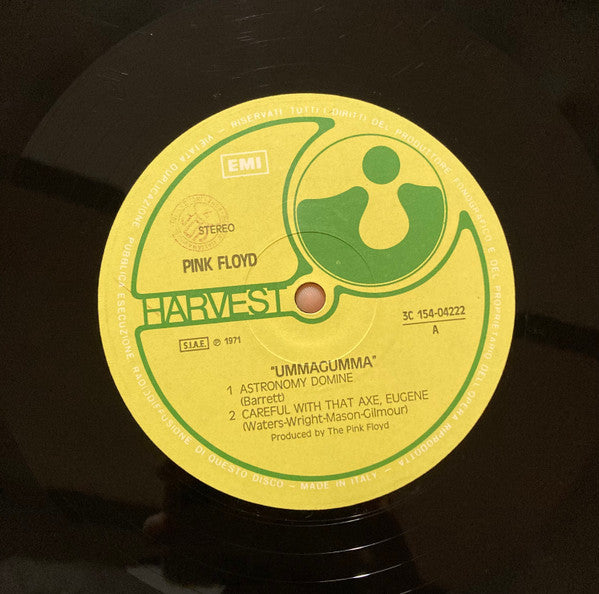 RISERVATI TUTTI I DIRITTI DEL PRODUTTORE FONOGRAFICO E DEL PROPRIETARIO DELL'OPERA RIPRODOTTA
EMI
STEREO
PINK FLOYD
HARVEST
3C 154-04222
A
S.I.A.E. ℗ 1971
"UMMAGUMMA"
1 ASTRONOMY DOMINE
(Barrett)
2 CAREFUL WITH THAT AXE, EUGENE
(Waters-Wright-Mason-Gilmour)
Produced by The Pink Floyd
VIETATA DUPLICAZIONE PUBBLICA ESECUZIONE RADIODIFFUSIONE DI QUESTO DISCO – MADE IN ITALY –